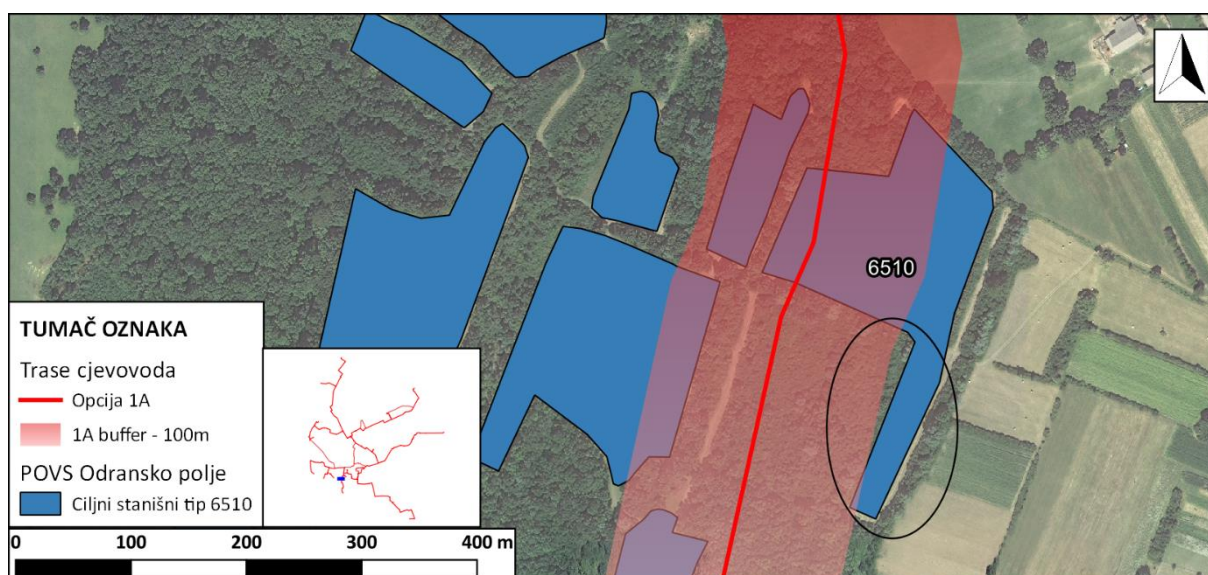 6510
TUMAČ OZNAKA
Trase cjevovoda
Opcija 1A
1A buffer - 100m
POVS Odransko polje
Ciljni stanišni tip 6510
0 100 200 300 400 m